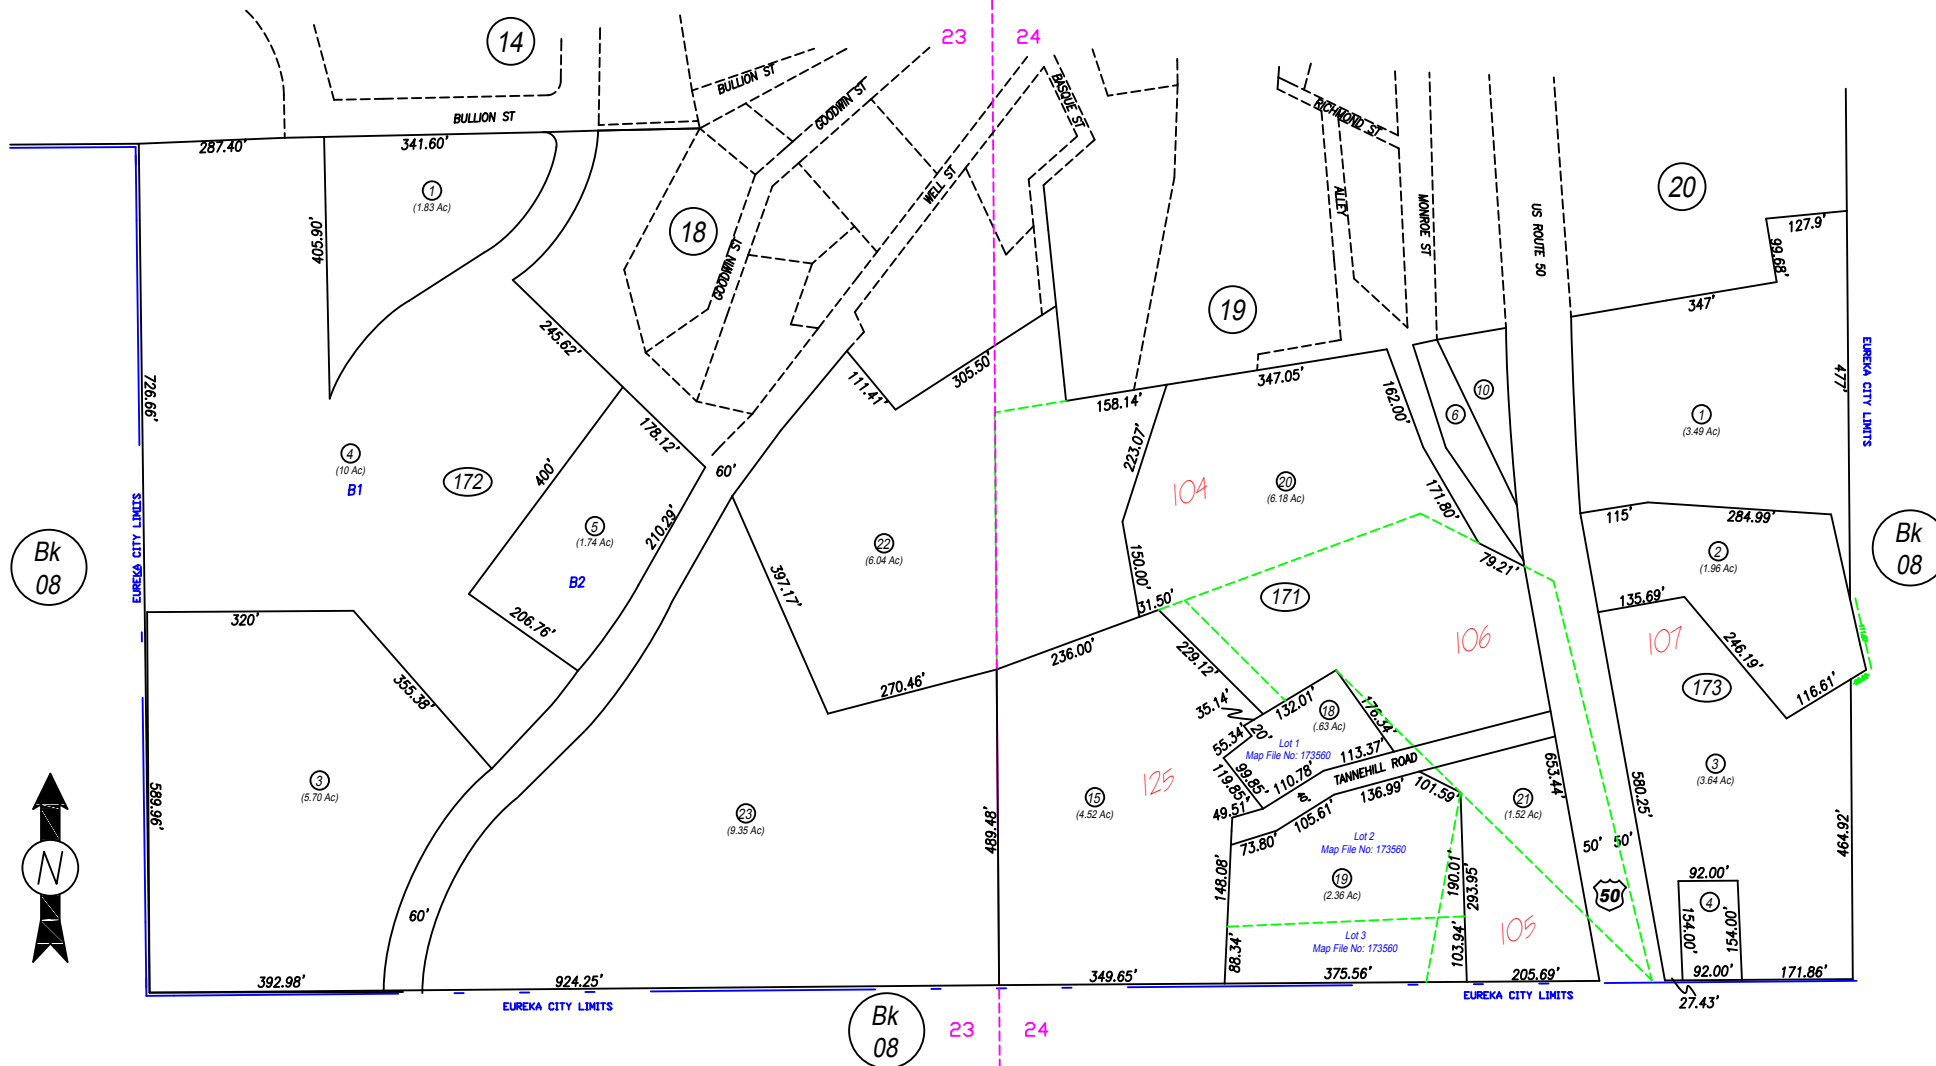 23 24
14
BULLION ST
GOODWIN ST
BASQUE ST
BULLION ST
RICHMOND ST
287.40'
341.60'
1
(1.83 Ac)
405.90'
WELL ST
ALLEY
MONROE ST
US ROUTE 50
20
127.9'
99.68'
347'
18
GOODWIN ST
19
245.62'
111.41'
305.50'
158.14'
347.05'
162.00'
6
10
477'
EUREKA CITY LIMITS
1
(3.49 Ac)
726.66'
4
(10 Ac)
B1
172
400'
178.12'
60'
223.07'
104
20
(6.18 Ac)
171.80'
115'
284.99'
EUREKA CITY LIMITS
Bk
08
5
(1.74 Ac)
B2
210.29'
22
(6.04 Ac)
150.00'
79.21'
2
(1.96 Ac)
Bk
08
320'
206.76'
397.17'
31.50'
171
135.69'
236.00'
229.12'
106
107
246.19'
116.61'
355.38'
270.46'
35.14'
132.01'
18
(.63 Ac)
176.34'
173
55.34'
20'
Lot 1
Map File No: 173560
113.37'
TANNEHILL ROAD
99.85'
119.85'
110.78'
40'
136.99'
101.59'
653.44'
580.25'
3
(3.64 Ac)
3
(5.70 Ac)
589.96'
23
(9.35 Ac)
489.48'
15
(4.52 Ac)
125
49.51'
105.61'
73.80'
21
(1.52 Ac)
464.92'
N
Lot 2
Map File No: 173560
148.08'
19
(2.36 Ac)
190.01'
293.95'
50' 50'
50
92.00'
4
154.00'
154.00'
60'
88.34'
Lot 3
Map File No: 173560
103.94'
105
392.98'
924.25'
349.65'
375.56'
205.69'
92.00'
171.86'
27.43'
EUREKA CITY LIMITS
EUREKA CITY LIMITS
Bk
08
23 24